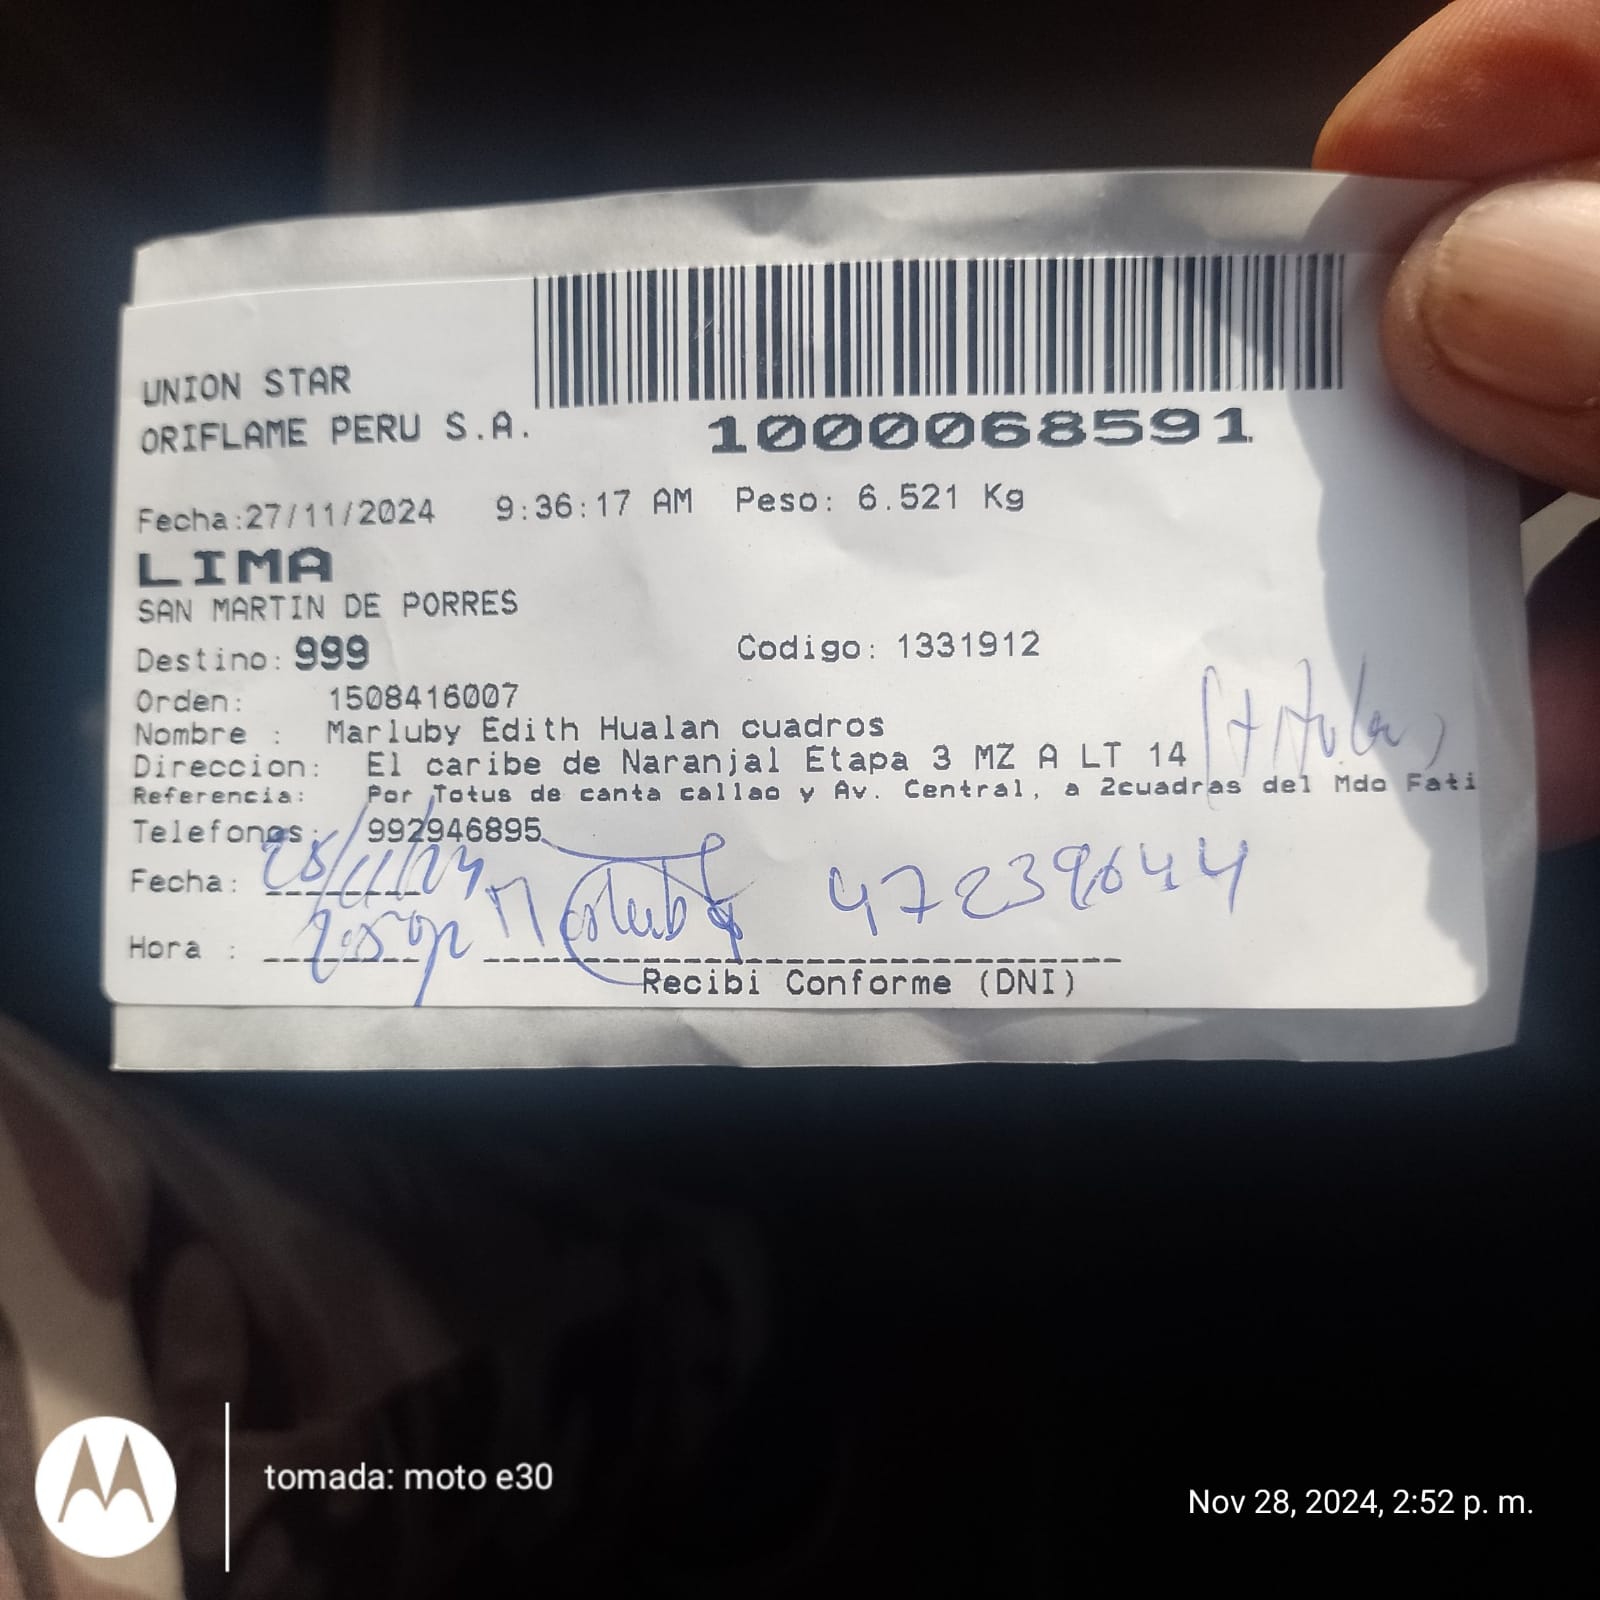 UNION STAR
ORIFLAME PERU S.A.
1000068591
Fecha:27/11/2024 9:36:17 AM Peso: 6.521 Kg
LIMA
SAN MARTIN DE PORRES
Destino: 999 Codigo: 1331912
Orden: 1508416007
Nombre : Marluby Edith Hualan cuadros
Direccion: El caribe de Naranjal Etapa 3 MZ A LT 14
Referencia: Por Totus de canta callao y Av. Central, a 2cuadras del Mdo Fati
Telefonos: 992946895
Fecha: 28/11/24
47239644
Hora :
Recibi Conforme (DNI)
tomada: moto e30
Nov 28, 2024, 2:52 p. m.